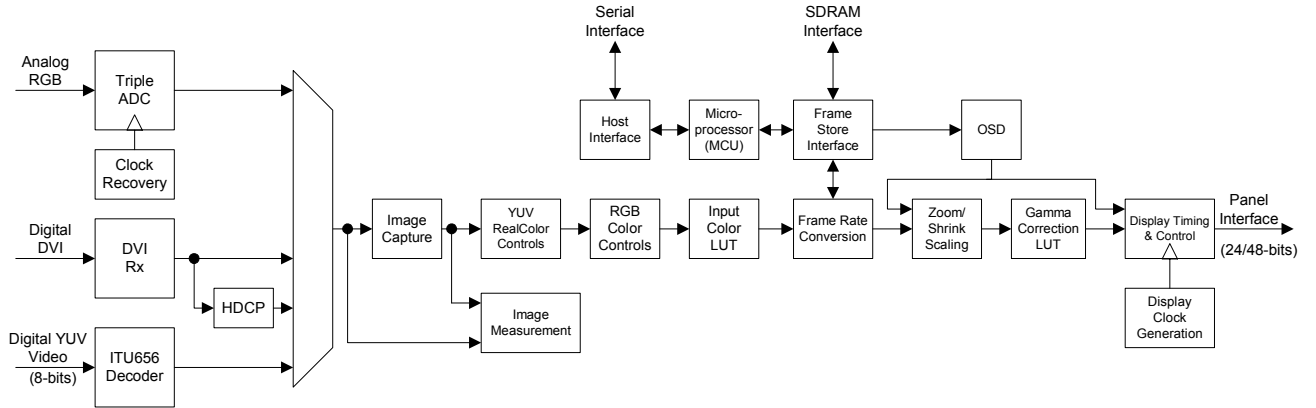 Serial
Interface
SDRAM
Interface
Analog
RGB
Triple
ADC
Clock
Recovery
Host
Interface
Micro-
processor
(MCU)
Frame
Store
Interface
OSD
Digital
DVI
DVI
Rx
HDCP
Image
Capture
YUV
RealColor
Controls
RGB
Color
Controls
Input
Color
LUT
Frame Rate
Conversion
Zoom/
Shrink
Scaling
Gamma
Correction
LUT
Display Timing
& Control
Panel
Interface
(24/48-bits)
Image
Measurement
Display
Clock
Generation
Digital YUV
Video
(8-bits)
ITU656
Decoder